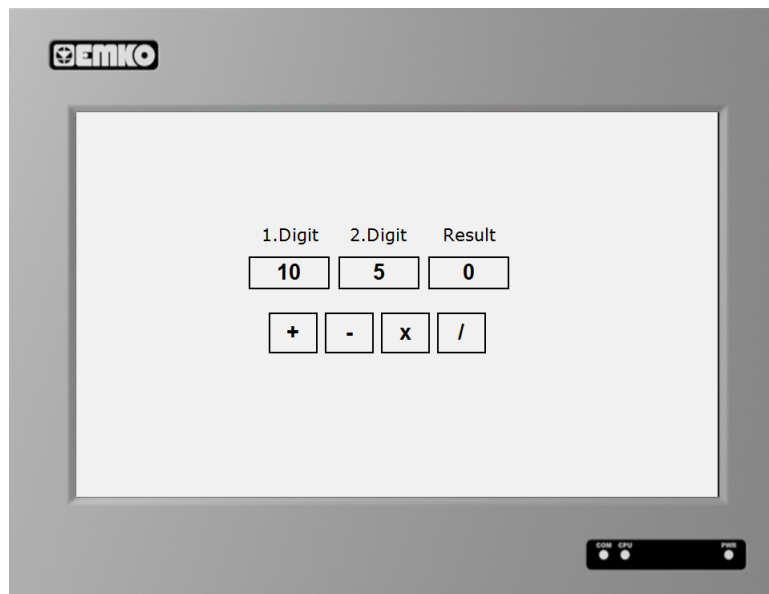 EMKO
1.Digit 2.Digit Result
10 5 0
+ - x /
COM CPU PWR